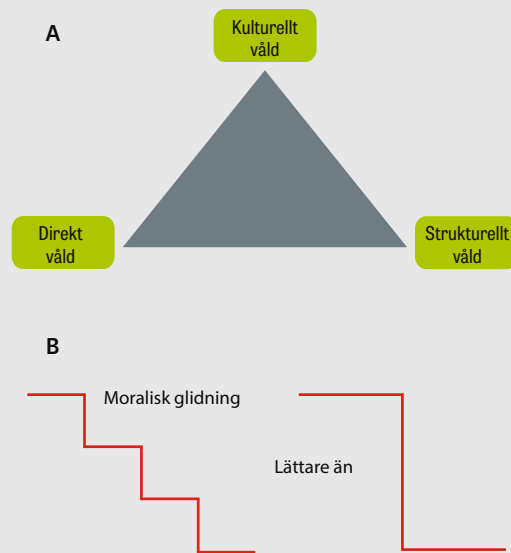 A
Kulturellt
våld
Direkt
våld
Strukturellt
våld
B
Moralisk glidning
Lättare än